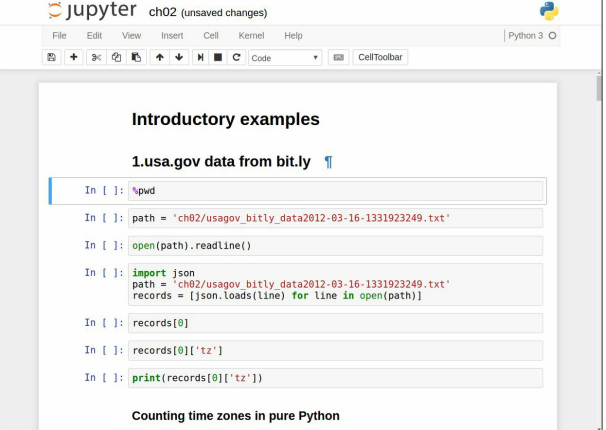 jupyter ch02 (unsaved changes)
File Edit View Insert Cell Kernel Help Python 3
Code CellToolbar
Introductory examples
1.usa.gov data from bit.ly ¶
In [ ]: %pwd
In [ ]: path = 'ch02/usagov_bitly_data2012-03-16-1331923249.txt'
In [ ]: open(path).readline()
In [ ]: import json
path = 'ch02/usagov_bitly_data2012-03-16-1331923249.txt'
records = [json.loads(line) for line in open(path)]
In [ ]: records[0]
In [ ]: records[0]['tz']
In [ ]: print(records[0]['tz'])
Counting time zones in pure Python